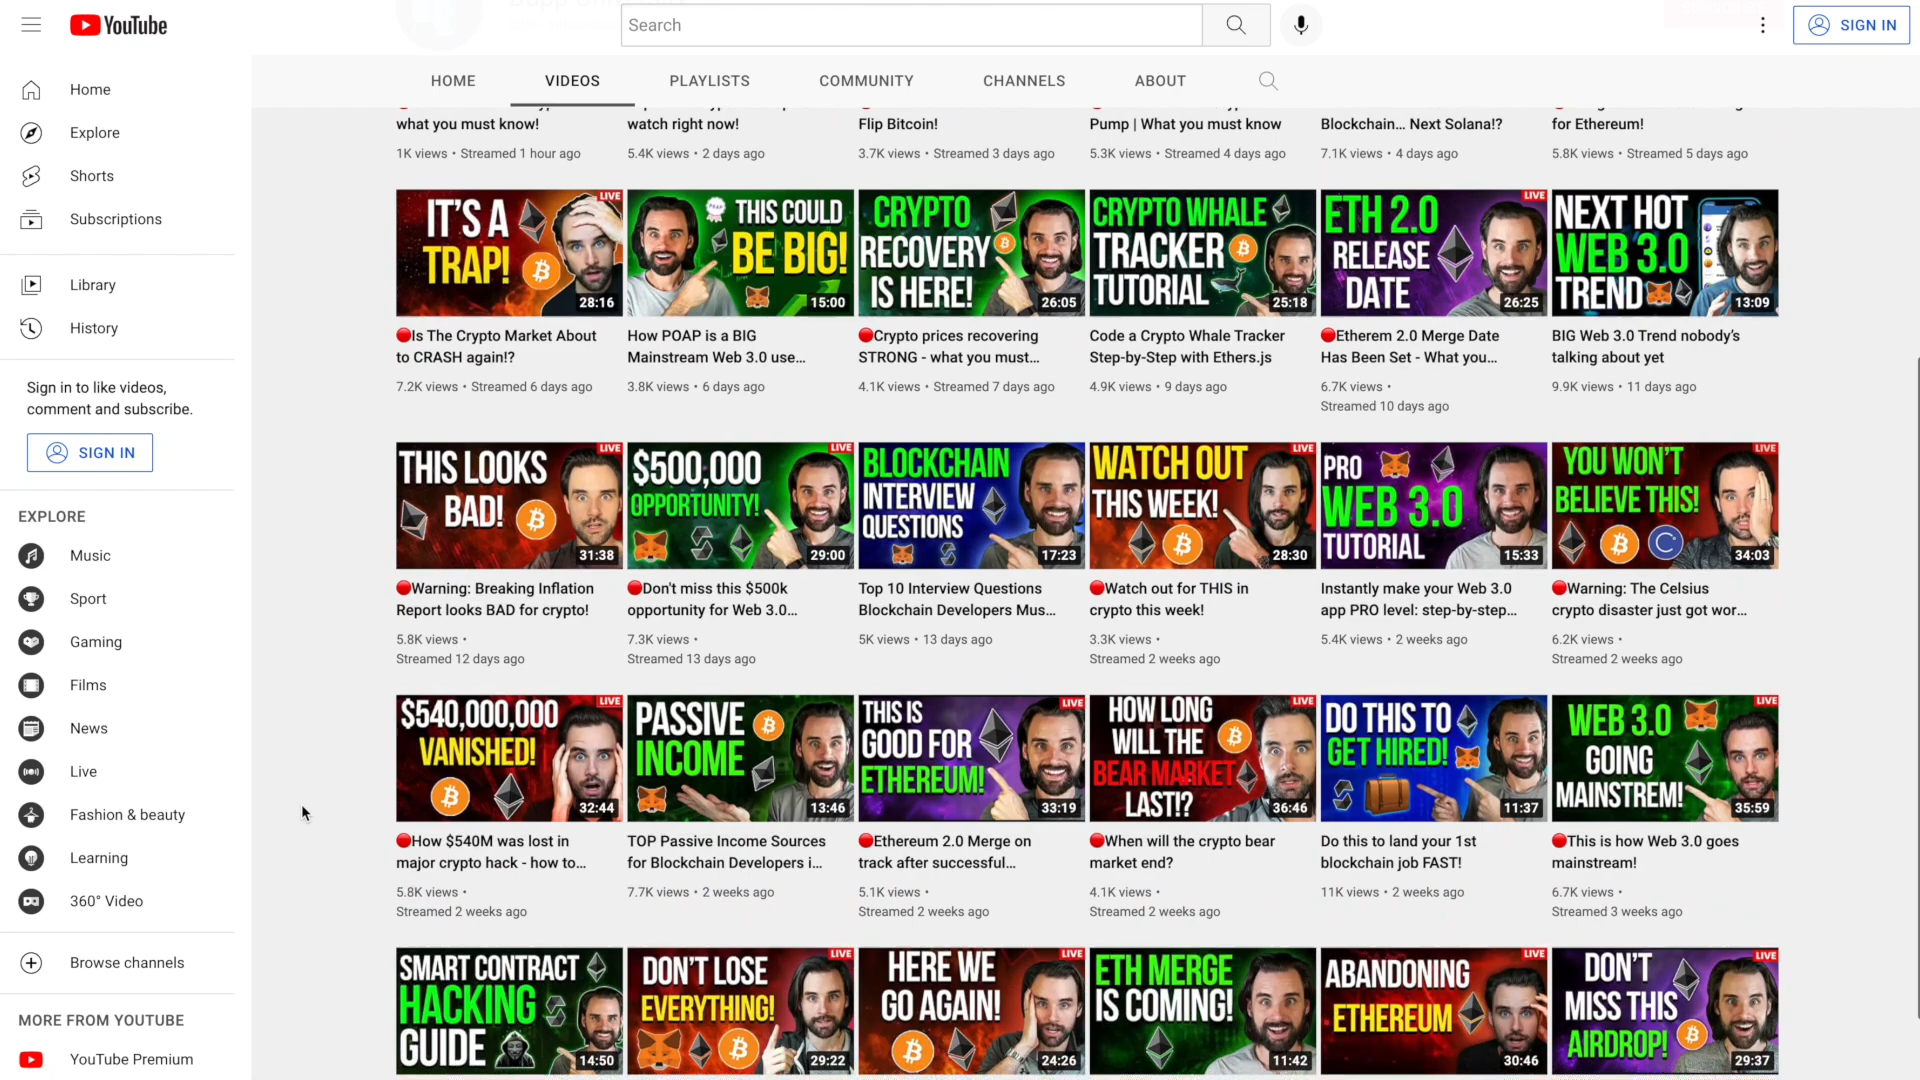 YouTube
Search
SIGN IN
HOME
VIDEOS
PLAYLISTS
COMMUNITY
CHANNELS
ABOUT
Home
Explore
Shorts
Subscriptions
Library
History
Sign in to like videos,
comment and subscribe.
SIGN IN
EXPLORE
Music
Sport
Gaming
Films
News
Live
Fashion & beauty
Learning
360° Video
Browse channels
MORE FROM YOUTUBE
YouTube Premium
what you must know!
1K views • Streamed 1 hour ago
watch right now!
5.4K views • 2 days ago
Flip Bitcoin!
3.7K views • Streamed 3 days ago
Pump | What you must know
5.3K views • Streamed 4 days ago
Blockchain... Next Solana!?
7.1K views • 4 days ago
for Ethereum!
5.8K views • Streamed 5 days ago
LIVE
IT'S A
TRAP!
28:16
Is The Crypto Market About
to CRASH again!?
7.2K views • Streamed 6 days ago
THIS COULD
BE BIG!
15:00
How POAP is a BIG
Mainstream Web 3.0 use...
3.8K views • 6 days ago
CRYPTO
RECOVERY
IS HERE!
26:05
Crypto prices recovering
STRONG - what you must...
4.1K views • Streamed 7 days ago
CRYPTO WHALE
TRACKER
TUTORIAL
25:18
Code a Crypto Whale Tracker
Step-by-Step with Ethers.js
4.9K views • 9 days ago
LIVE
ETH 2.0
RELEASE
DATE
26:25
Etherem 2.0 Merge Date
Has Been Set - What you...
6.7K views •
Streamed 10 days ago
NEXT HOT
WEB 3.0
TREND
13:09
BIG Web 3.0 Trend nobody's
talking about yet
9.9K views • 11 days ago
LIVE
THIS LOOKS
BAD!
31:38
Warning: Breaking Inflation
Report looks BAD for crypto!
5.8K views •
Streamed 12 days ago
LIVE
$500,000
OPPORTUNITY!
29:00
Don't miss this $500k
opportunity for Web 3.0...
7.3K views •
Streamed 13 days ago
BLOCKCHAIN
INTERVIEW
QUESTIONS
17:23
Top 10 Interview Questions
Blockchain Developers Mus...
5K views • 13 days ago
LIVE
WATCH OUT
THIS WEEK!
28:30
Watch out for THIS in
crypto this week!
3.3K views •
Streamed 2 weeks ago
PRO
WEB 3.0
TUTORIAL
15:33
Instantly make your Web 3.0
app PRO level: step-by-step...
5.4K views • 2 weeks ago
LIVE
YOU WON'T
BELIEVE THIS!
34:03
Warning: The Celsius
crypto disaster just got wor...
6.2K views •
Streamed 2 weeks ago
LIVE
$540,000,000
VANISHED!
32:44
How $540M was lost in
major crypto hack - how to...
5.8K views •
Streamed 2 weeks ago
PASSIVE
INCOME
13:46
TOP Passive Income Sources
for Blockchain Developers i...
7.7K views • 2 weeks ago
LIVE
THIS IS
GOOD FOR
ETHEREUM!
33:19
Ethereum 2.0 Merge on
track after successful...
5.1K views •
Streamed 2 weeks ago
LIVE
HOW LONG
WILL THE
BEAR MARKET
LAST!?
36:46
When will the crypto bear
market end?
4.1K views •
Streamed 2 weeks ago
DO THIS TO
GET HIRED!
11:37
Do this to land your 1st
blockchain job FAST!
11K views • 2 weeks ago
LIVE
WEB 3.0
GOING
MAINSTREM!
35:59
This is how Web 3.0 goes
mainstream!
6.7K views •
Streamed 3 weeks ago
SMART CONTRACT
HACKING
GUIDE
14:50
LIVE
DON'T LOSE
EVERYTHING!
29:22
LIVE
HERE WE
GO AGAIN!
24:26
ETH MERGE
IS COMING!
11:42
LIVE
ABANDONING
ETHEREUM
30:46
LIVE
DON'T
MISS THIS
AIRDROP!
29:37